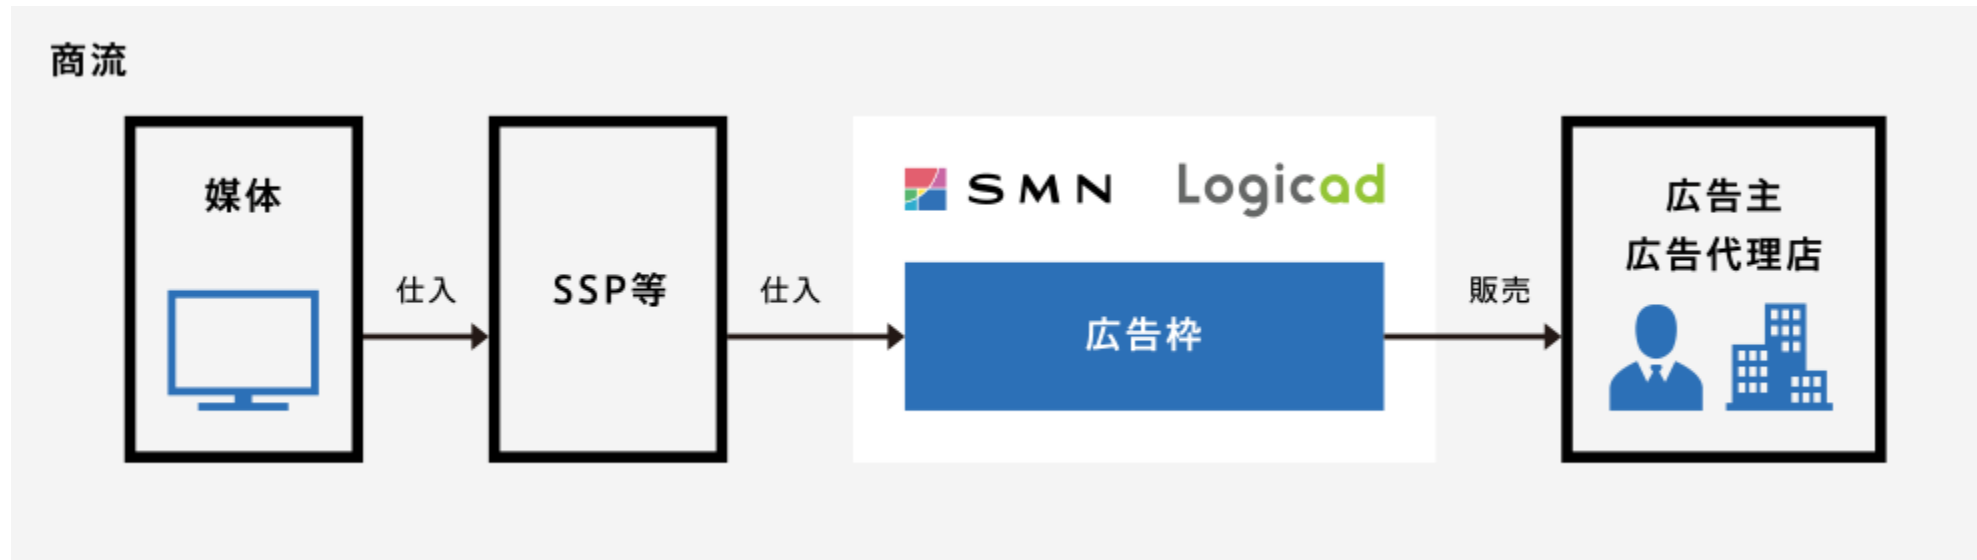 商流
媒体
仕入
SSP等
仕入
SMN Logicad
広告枠
販売
広告主
広告代理店